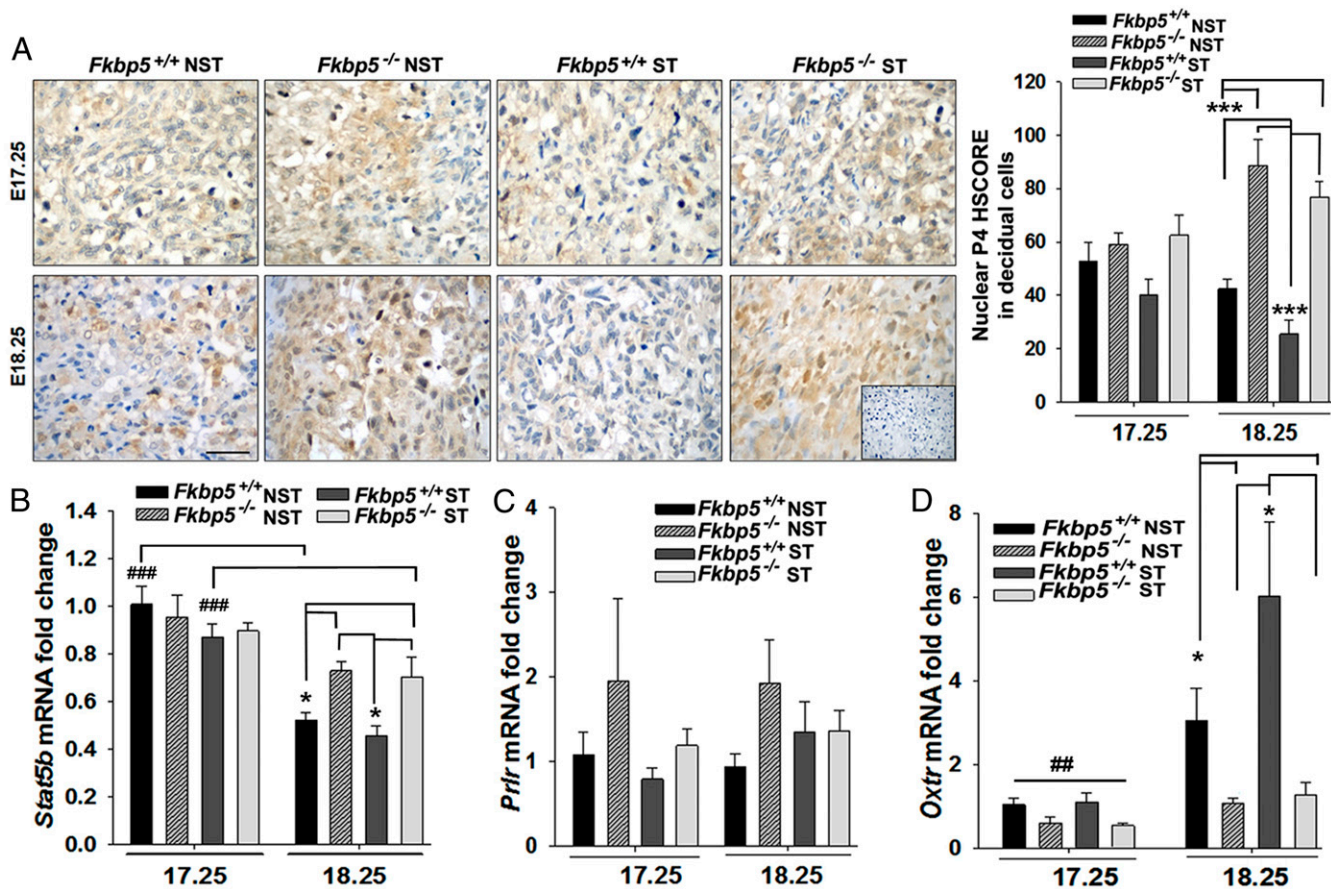 A
Fkbp5+/+ NST
Fkbp5-/- NST
Fkbp5+/+ ST
Fkbp5-/- ST
E17.25
E18.25
Fkbp5+/+ NST
Fkbp5-/- NST
Fkbp5+/+ ST
Fkbp5-/- ST
Nuclear P4 HSCORE
in decidual cells
120
100
80
60
40
20
0
***
***
17.25
18.25
B
Fkbp5+/+ NST
Fkbp5+/+ ST
Fkbp5-/- NST
Fkbp5-/- ST
Stat5b mRNA fold change
1.4
1.2
1.0
0.8
0.6
0.4
0.2
0.0
###
###
*
*
17.25
18.25
C
Fkbp5+/+ NST
Fkbp5-/- NST
Fkbp5+/+ ST
Fkbp5-/- ST
Prlr mRNA fold change
4
3
2
1
0
17.25
18.25
D
Fkbp5+/+ NST
Fkbp5-/- NST
Fkbp5+/+ ST
Fkbp5-/- ST
Oxtr mRNA fold change
8
6
4
2
0
##
*
*
17.25
18.25